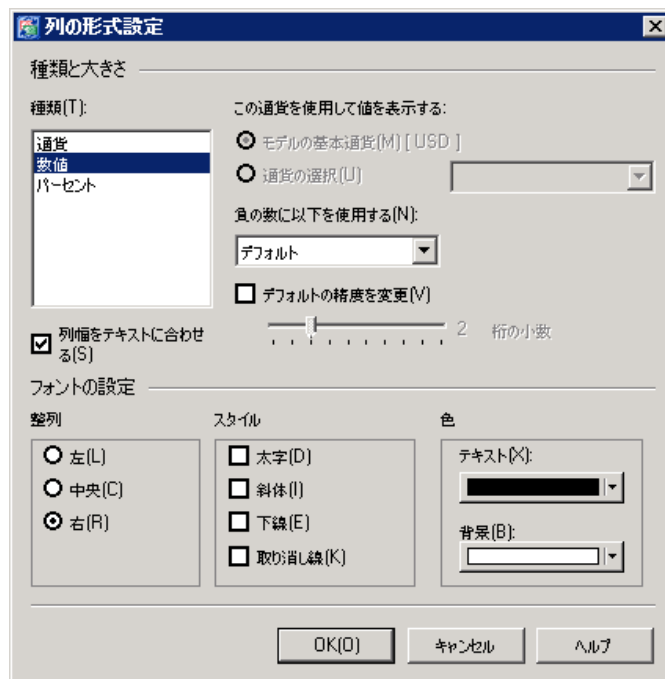 列の形式設定
種類と大きさ
種類(T):
通貨
数値
パーセント
列幅をテキストに合わせ
る(S)
この通貨を使用して値を表示する:
モデルの基本通貨(M) [ USD ]
通貨の選択(U)
負の数に以下を使用する(N):
デフォルト
デフォルトの精度を変更(V)
2 桁の小数
フォントの設定
整列
左(L)
中央(C)
右(R)
スタイル
太字(D)
斜体(I)
下線(E)
取り消し線(K)
色
テキスト(X):
背景(B):
OK(O)
キャンセル
ヘルプ